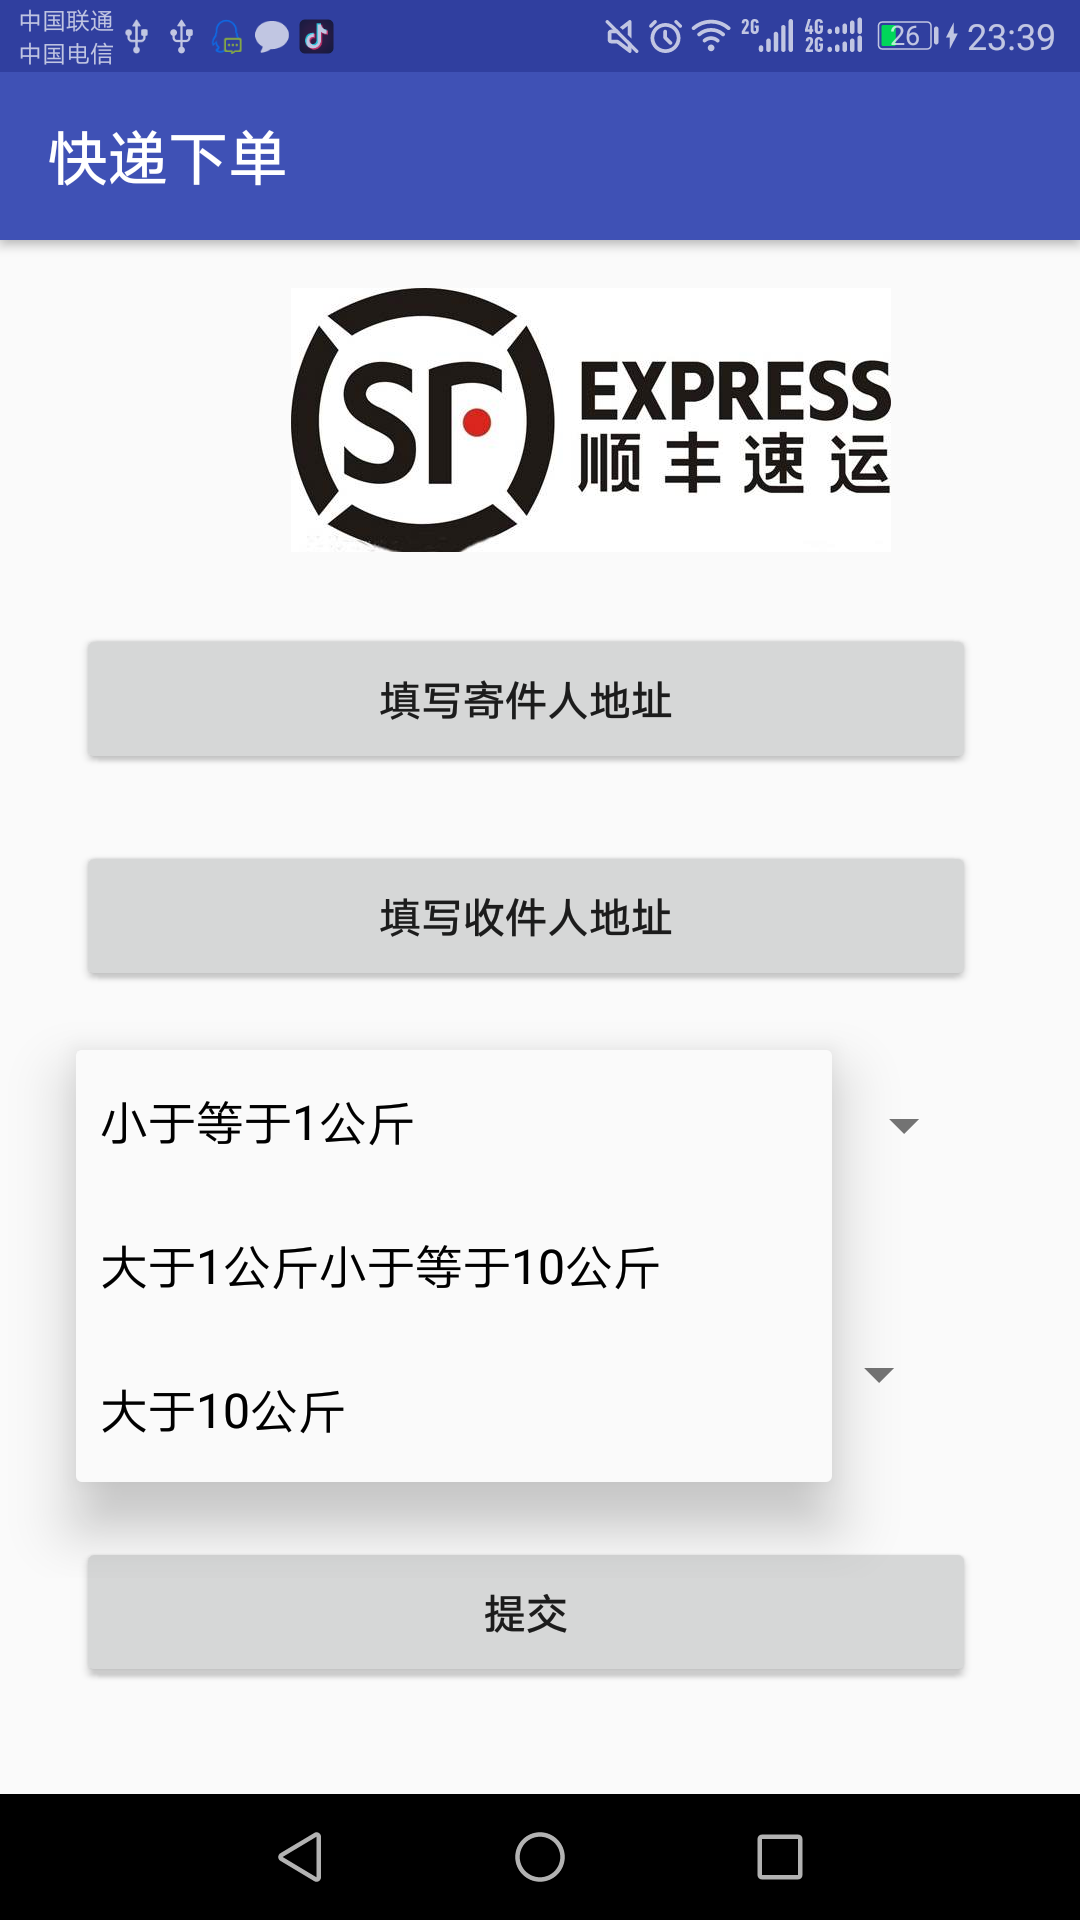 中国联通
中国电信
2G
4G
2G
26
23:39
快递下单
SF
EXPRESS
顺丰速运
填写寄件人地址
填写收件人地址
小于等于1公斤
大于1公斤小于等于10公斤
大于10公斤
提交